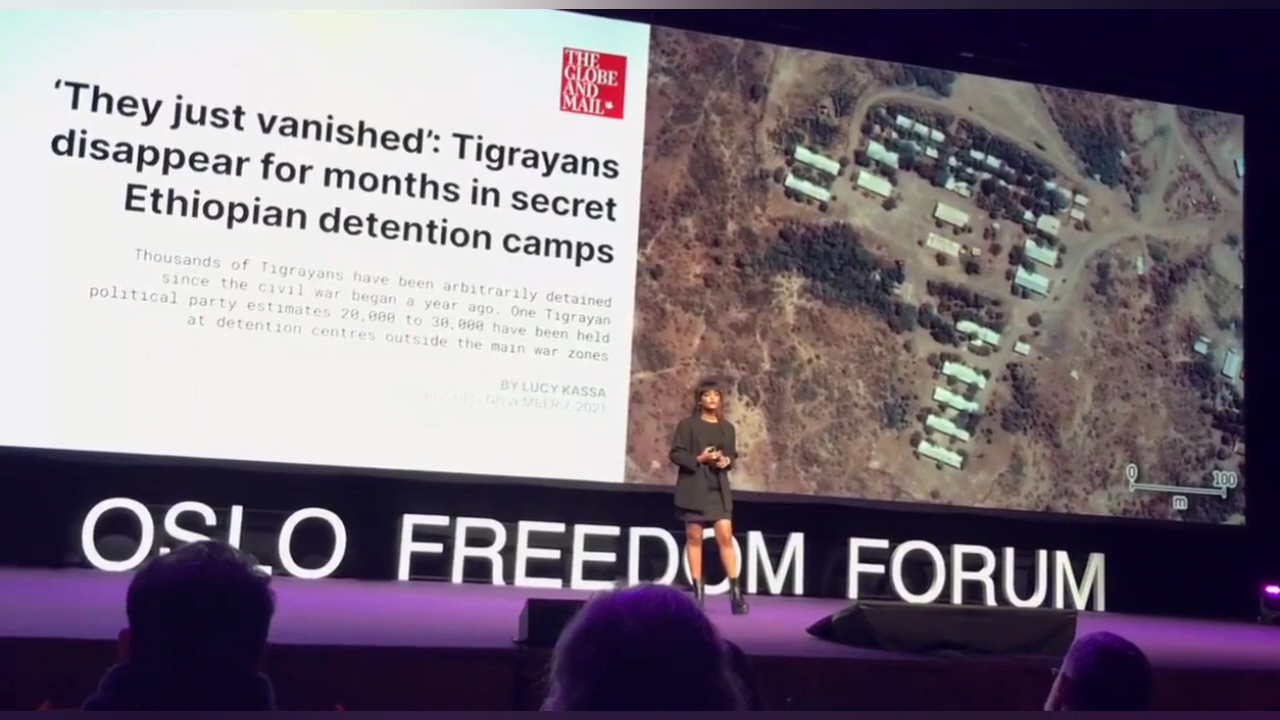 THE
GLOBE
AND
MAIL
'They just vanished': Tigrayans
disappear for months in secret
Ethiopian detention camps
Thousands of Tigrayans have been arbitrarily detained
since the civil war began a year ago. One Tigrayan
political party estimates 20,000 to 30,000 have been held
at detention centres outside the main war zones
BY LUCY KASSA
NOVEMBER 7, 2021
0 100
m
OSLO FREEDOM FORUM